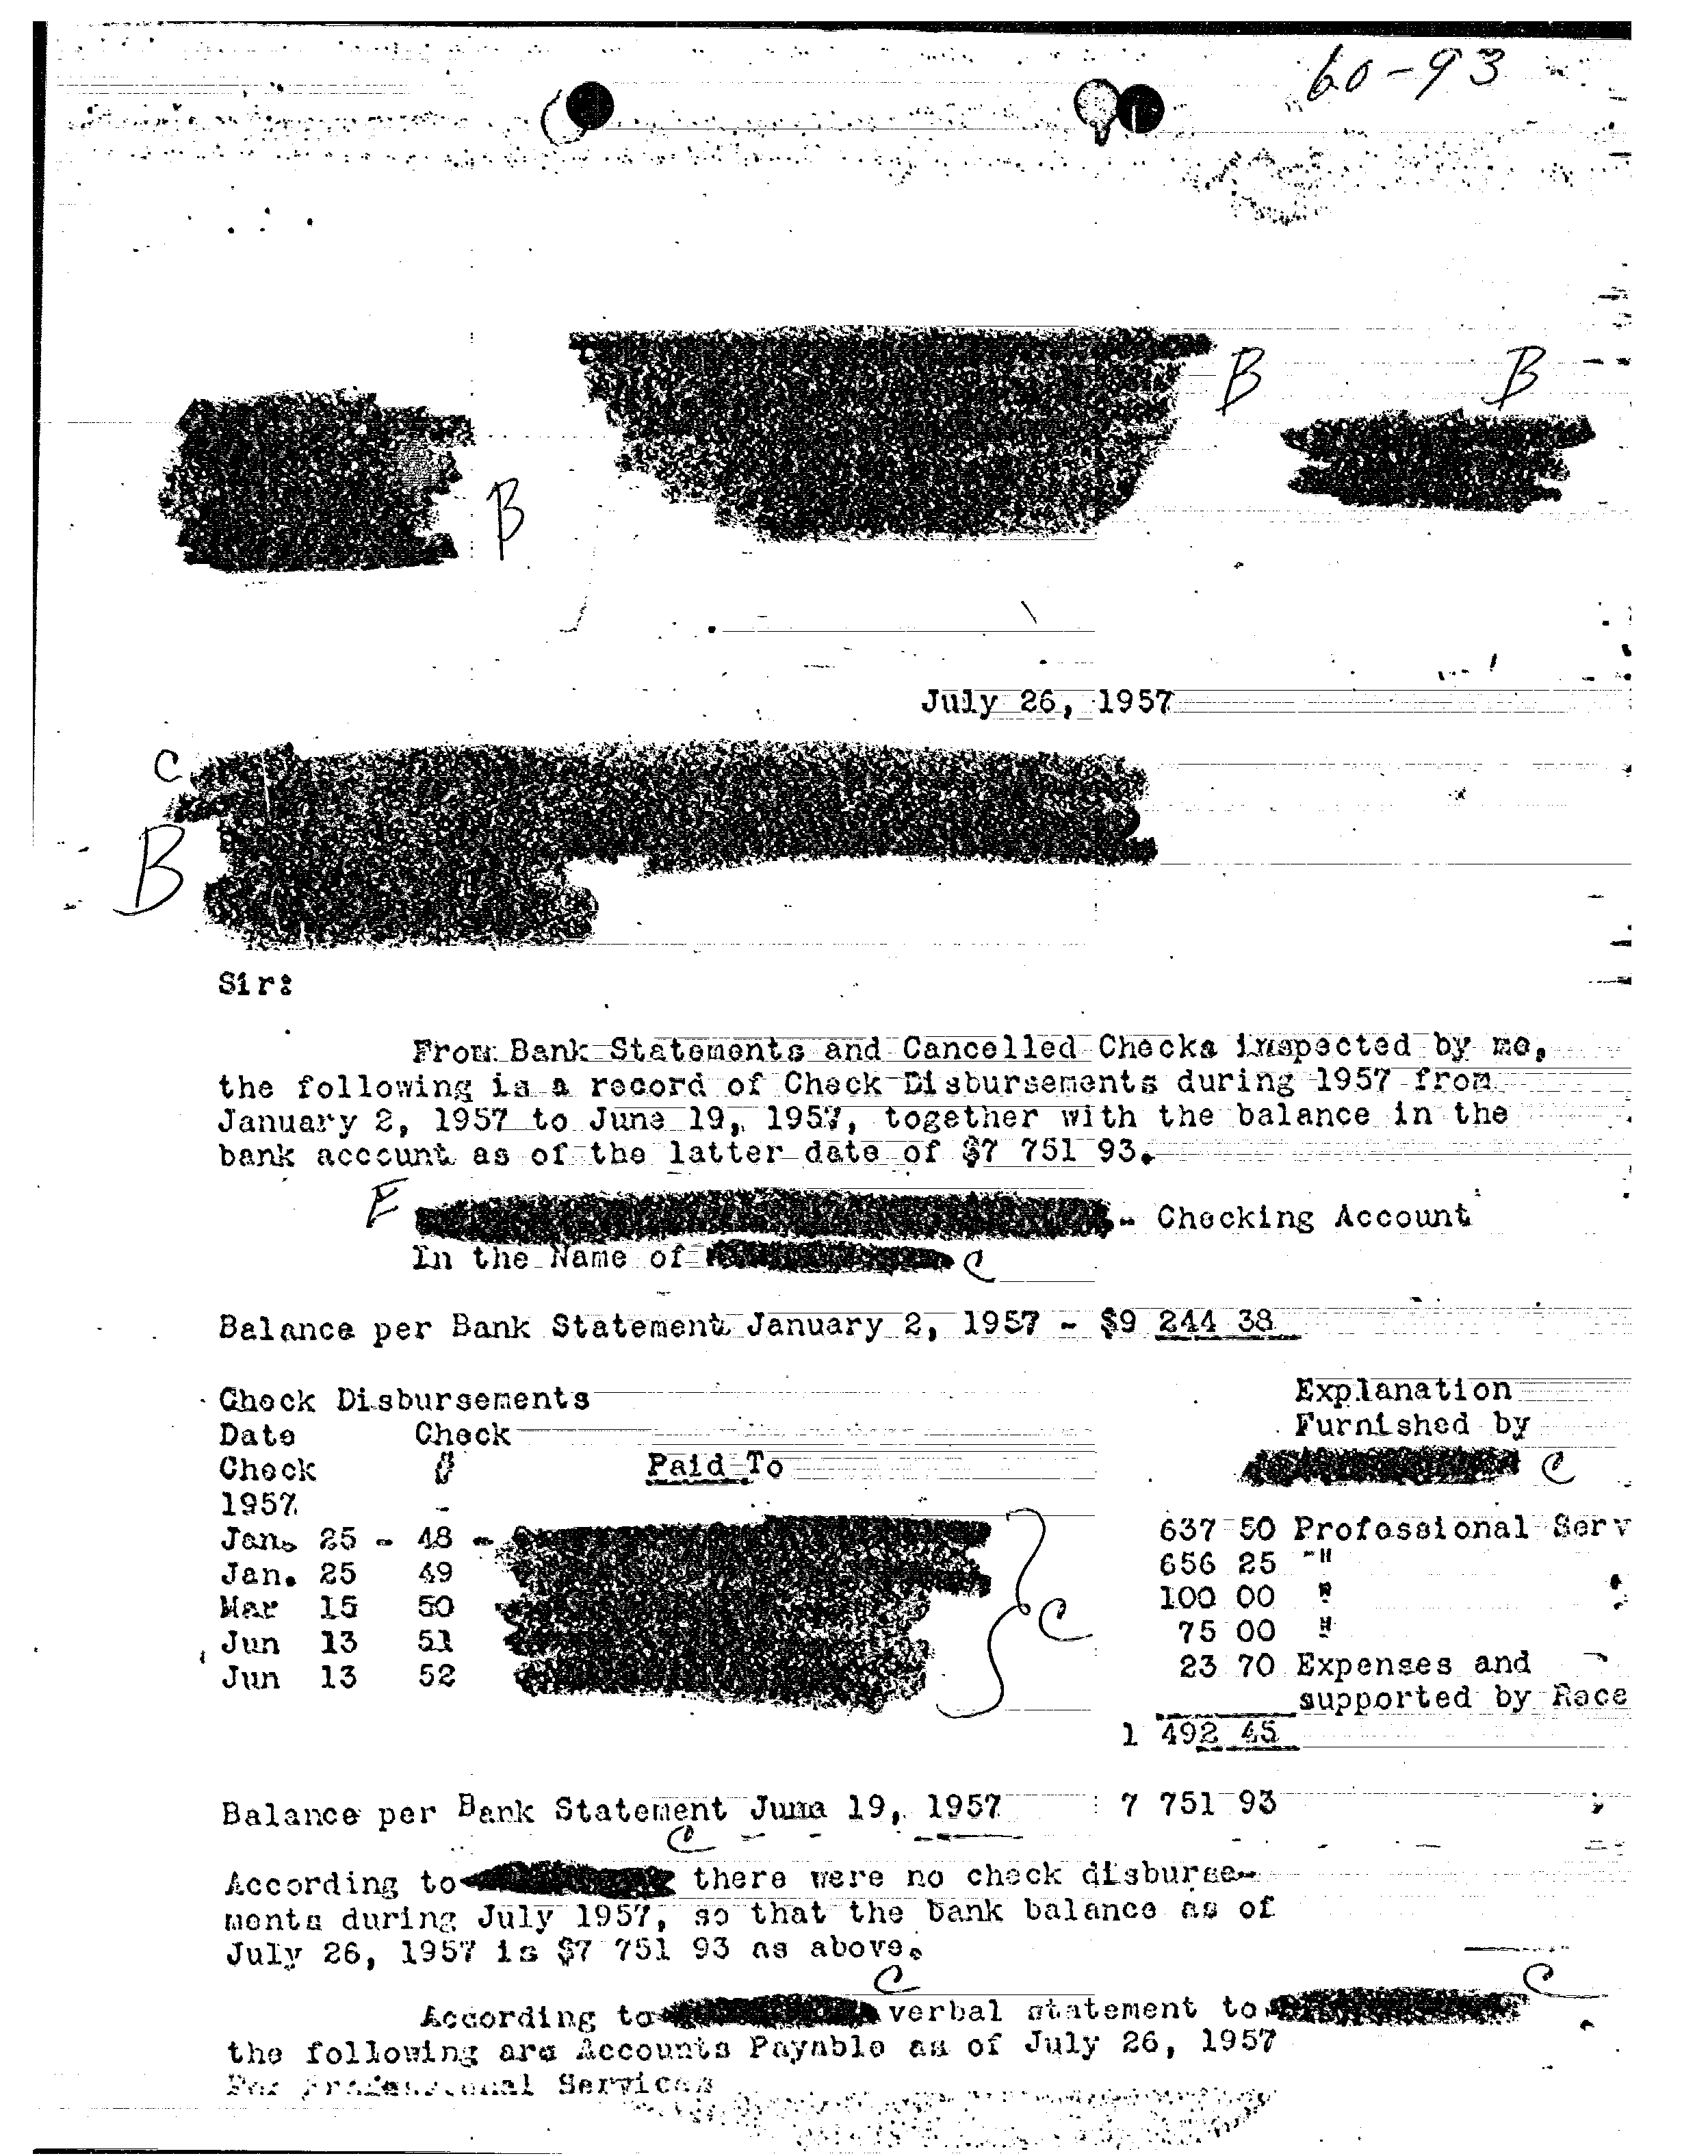 60-93
B
B
B
July 26, 1957
C
B
Sir:
From Bank Statements and Cancelled Checks inspected by me,
the following is a record of Check Disbursements during 1957 from
January 2, 1957 to June 19, 1957, together with the balance in the
bank account as of the latter date of $7 751 93.
E - Checking Account
In the Name of C
Balance per Bank Statement January 2, 1957 - $9 244 38
Check Disbursements Explanation
Date Check Furnished by
Check # Paid To C
1957
Jan. 25 - 48 - 637 50 Professional Serv
Jan. 25 49 656 25 "
Mar 15 50 C 100 00 "
Jun 13 51 75 00 "
Jun 13 52 23 70 Expenses and
supported by Rece
1 492 45
Balance per Bank Statement June 19, 1957 7 751 93
C
According to there were no check disburse-
ments during July 1957, so that the bank balance as of
July 26, 1957 is $7 751 93 as above.
C C
According to verbal statement to
the following are Accounts Payable as of July 26, 1957
For Professional Services